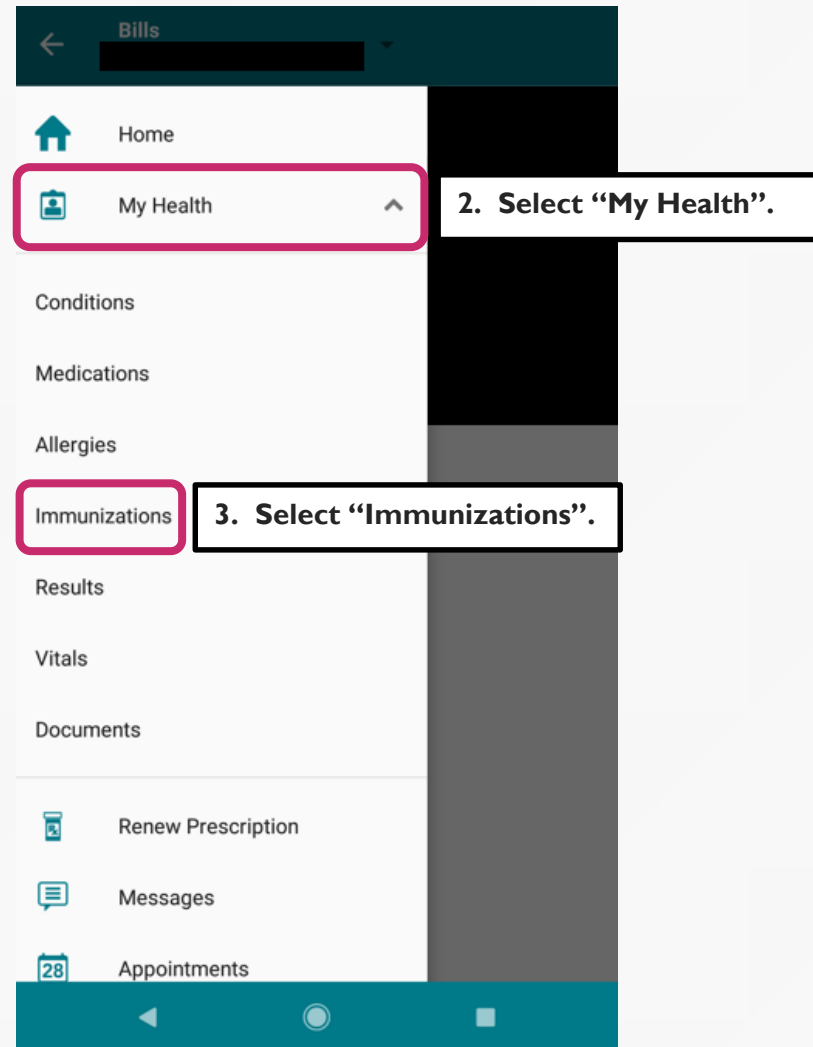 Bills
Home
My Health
2. Select “My Health”.
Conditions
Medications
Allergies
Immunizations
3. Select “Immunizations”.
Results
Vitals
Documents
Renew Prescription
Messages
28
Appointments